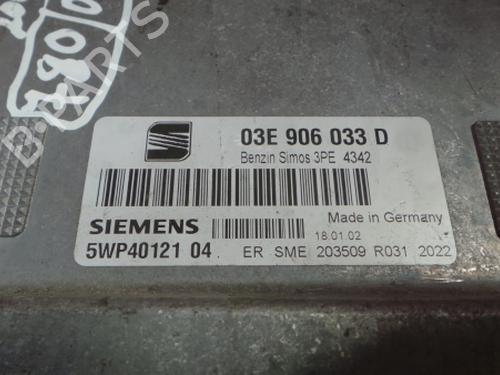 03E 906 033 D
Benzin Simos 3PE 4342
SIEMENS
Made in Germany
18.01.02
5WP40121 04
ER SME 203509 R031 2022
B-PARTS